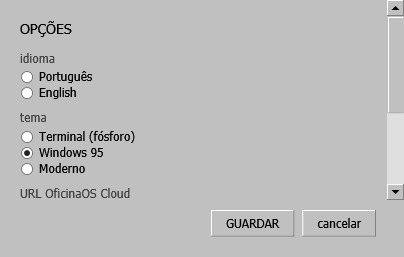 OPÇÕES
idioma
Português
English
tema
Terminal (fósforo)
Windows 95
Moderno
URL OficinaOS Cloud
GUARDAR cancelar